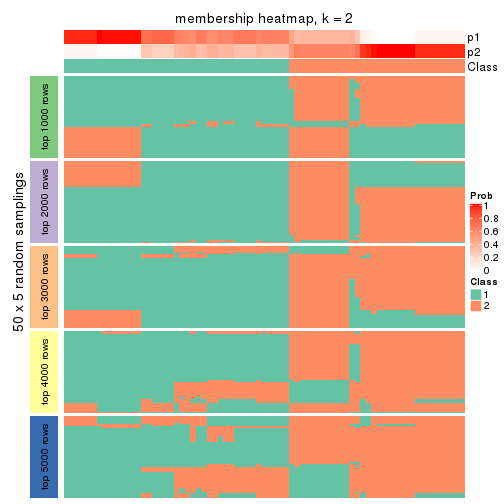 membership heatmap, k = 2
p1
p2
Class
50 x 5 random samplings
top 1000 rows
top 2000 rows
top 3000 rows
top 4000 rows
top 5000 rows
Prob
1
0.8
0.6
0.4
0.2
0
Class
1
2